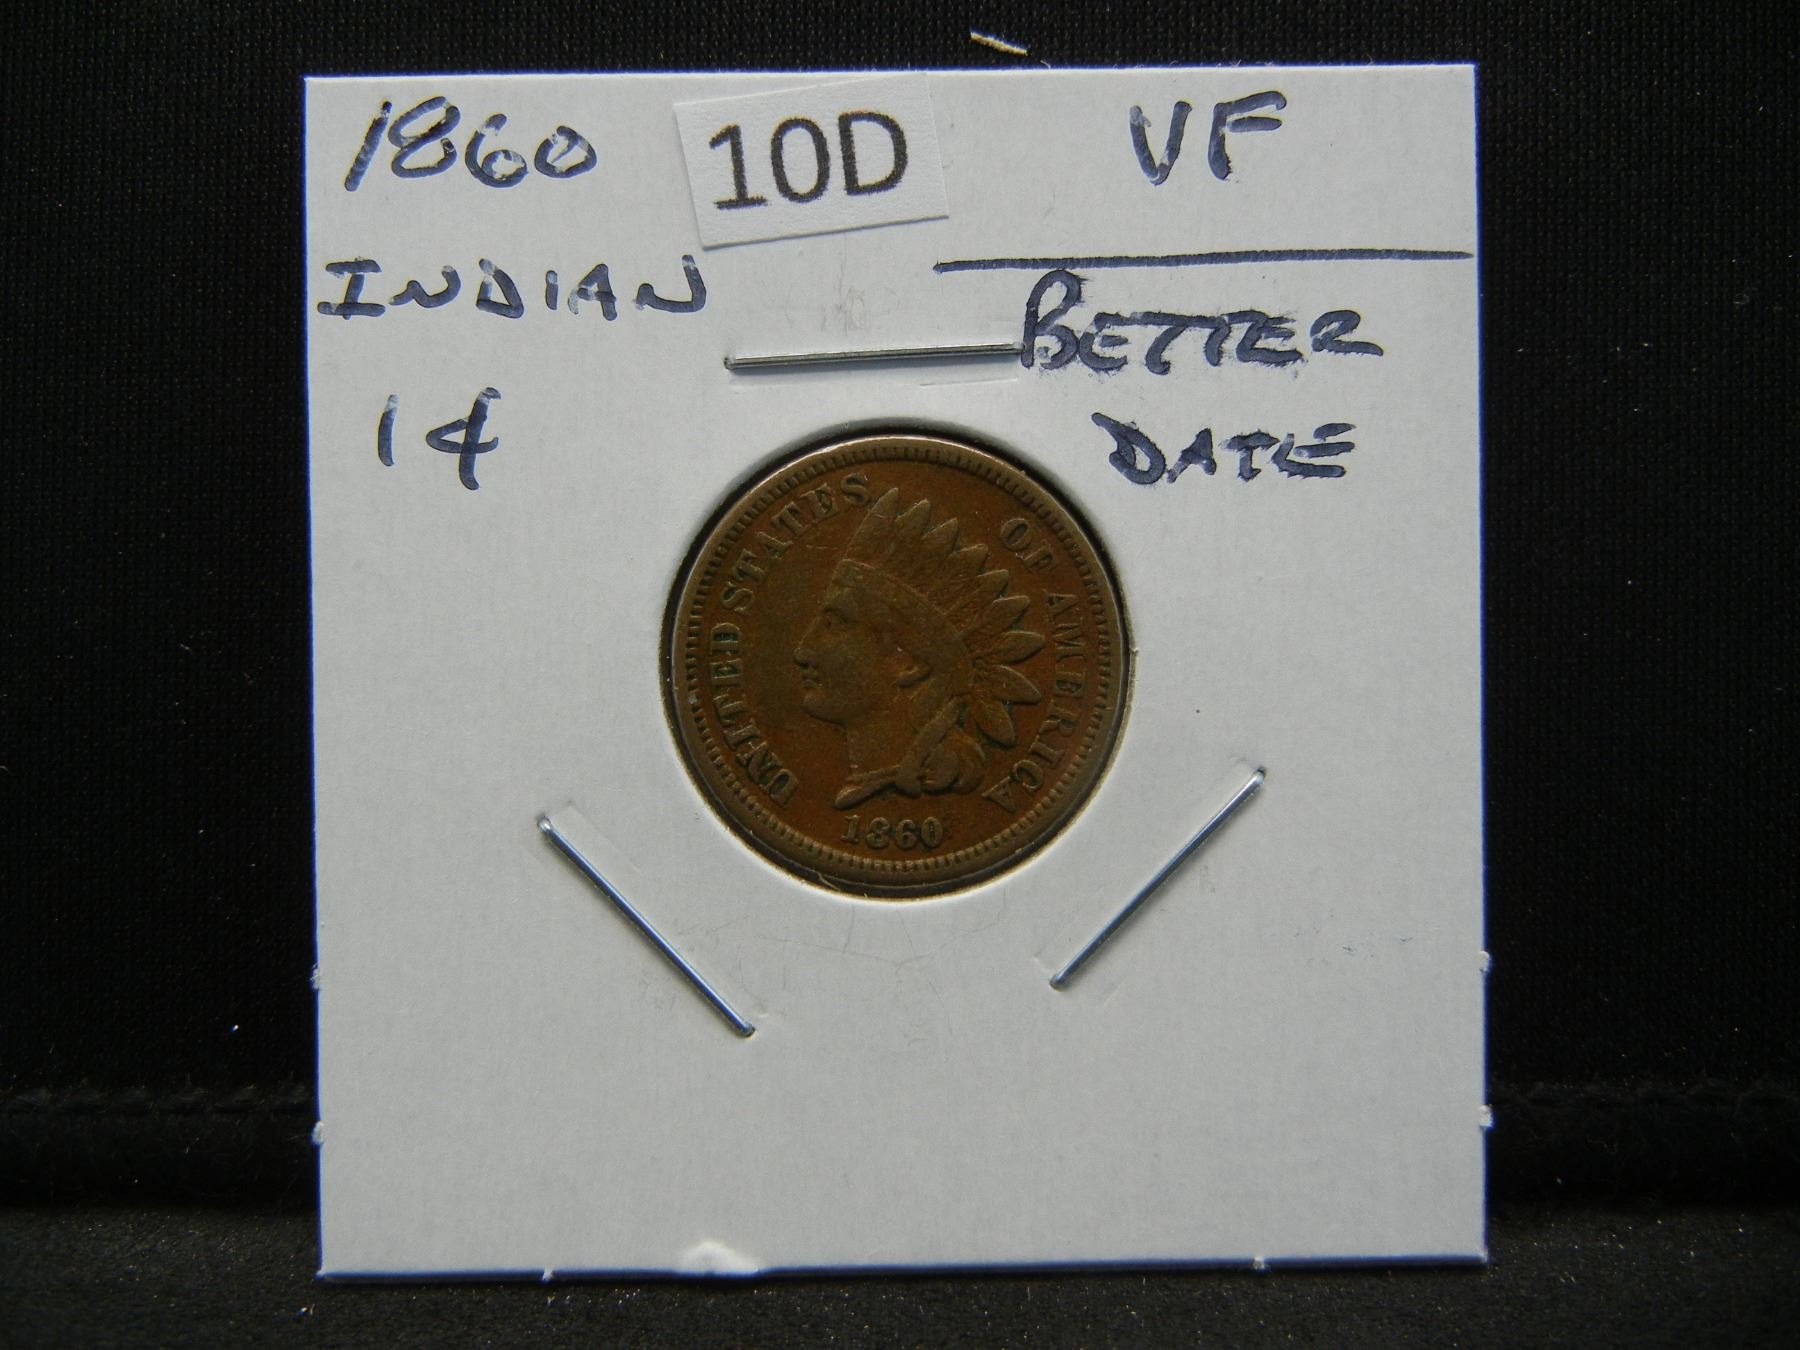 1860
INDIAN
1¢
10D
VF
BETTER
DATE
UNITED STATES OF AMERICA
1860